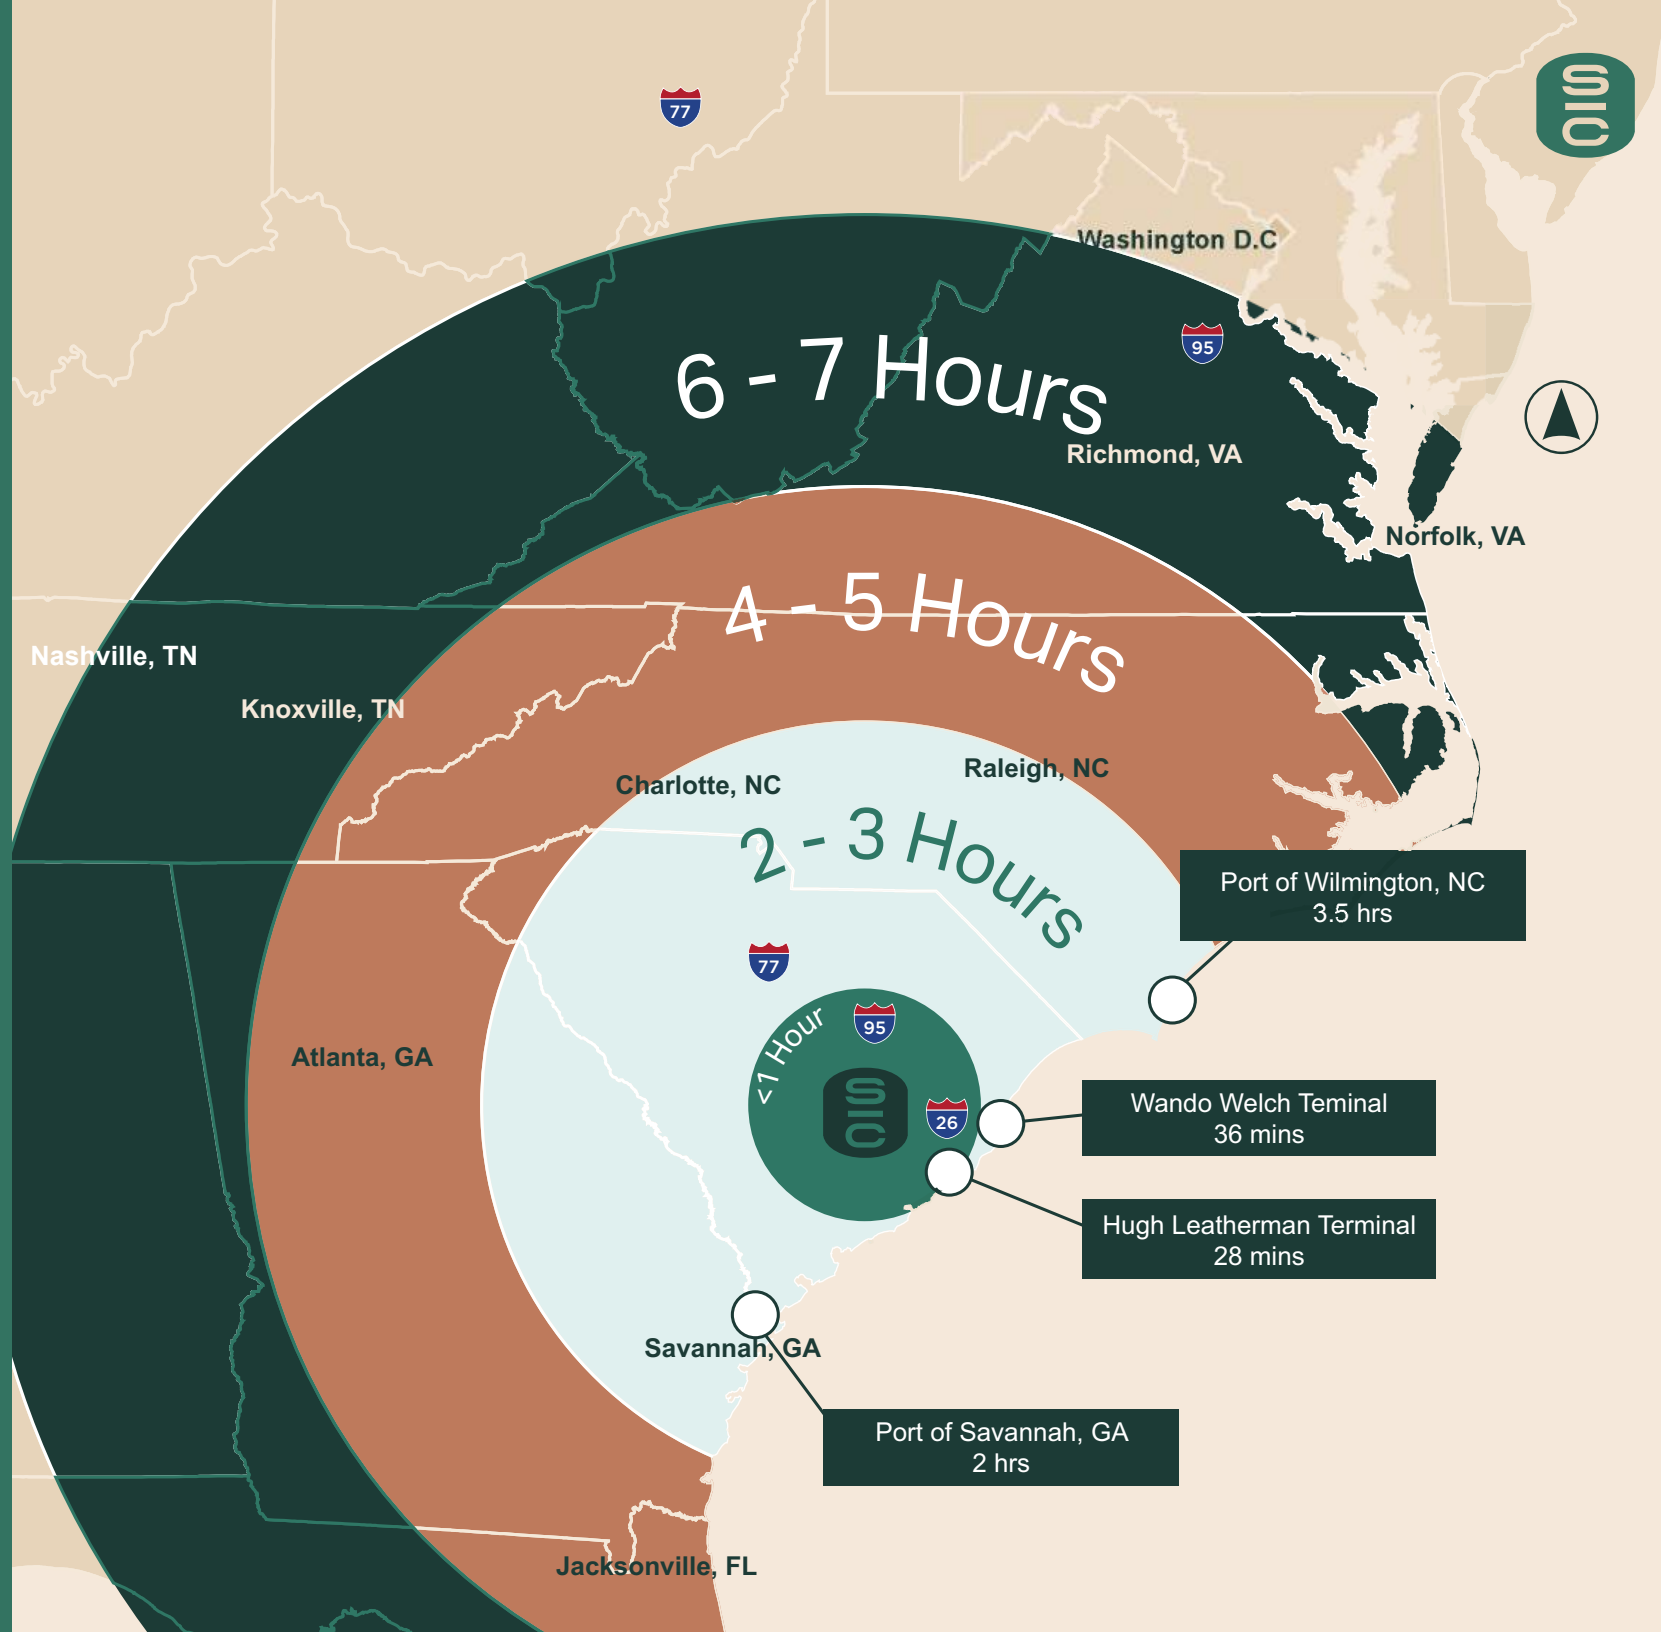 SIC
77
Washington D.C
95
6 - 7 Hours
Richmond, VA
Norfolk, VA
4 - 5 Hours
Nashville, TN
Knoxville, TN
Charlotte, NC
Raleigh, NC
2 - 3 Hours
Port of Wilmington, NC
3.5 hrs
77
<1 Hour
95
SIC
26
Atlanta, GA
Wando Welch Teminal
36 mins
Hugh Leatherman Terminal
28 mins
Savannah, GA
Port of Savannah, GA
2 hrs
Jacksonville, FL